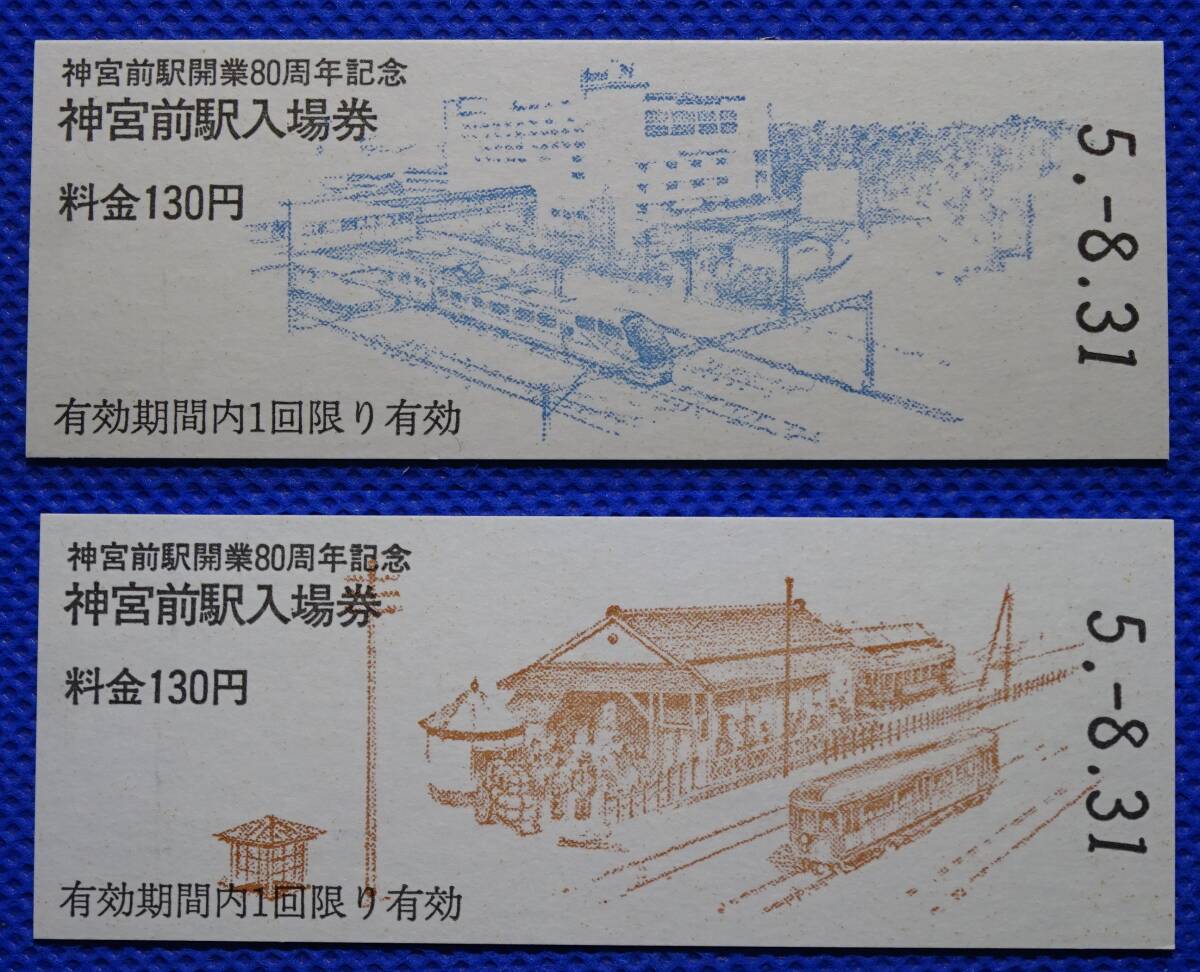 神宮前駅開業80周年記念
神宮前駅入場券
料金130円
有効期間内1回限り有効
5.-8.31
神宮前駅開業80周年記念
神宮前駅入場券
料金130円
有効期間内1回限り有効
5.-8.31